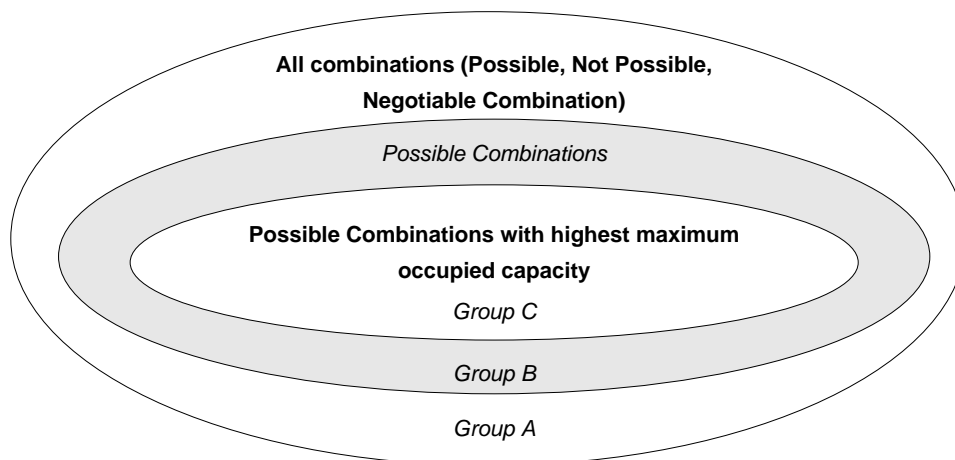 All combinations (Possible, Not Possible,
Negotiable Combination)
Possible Combinations
Possible Combinations with highest maximum
occupied capacity
Group C
Group B
Group A